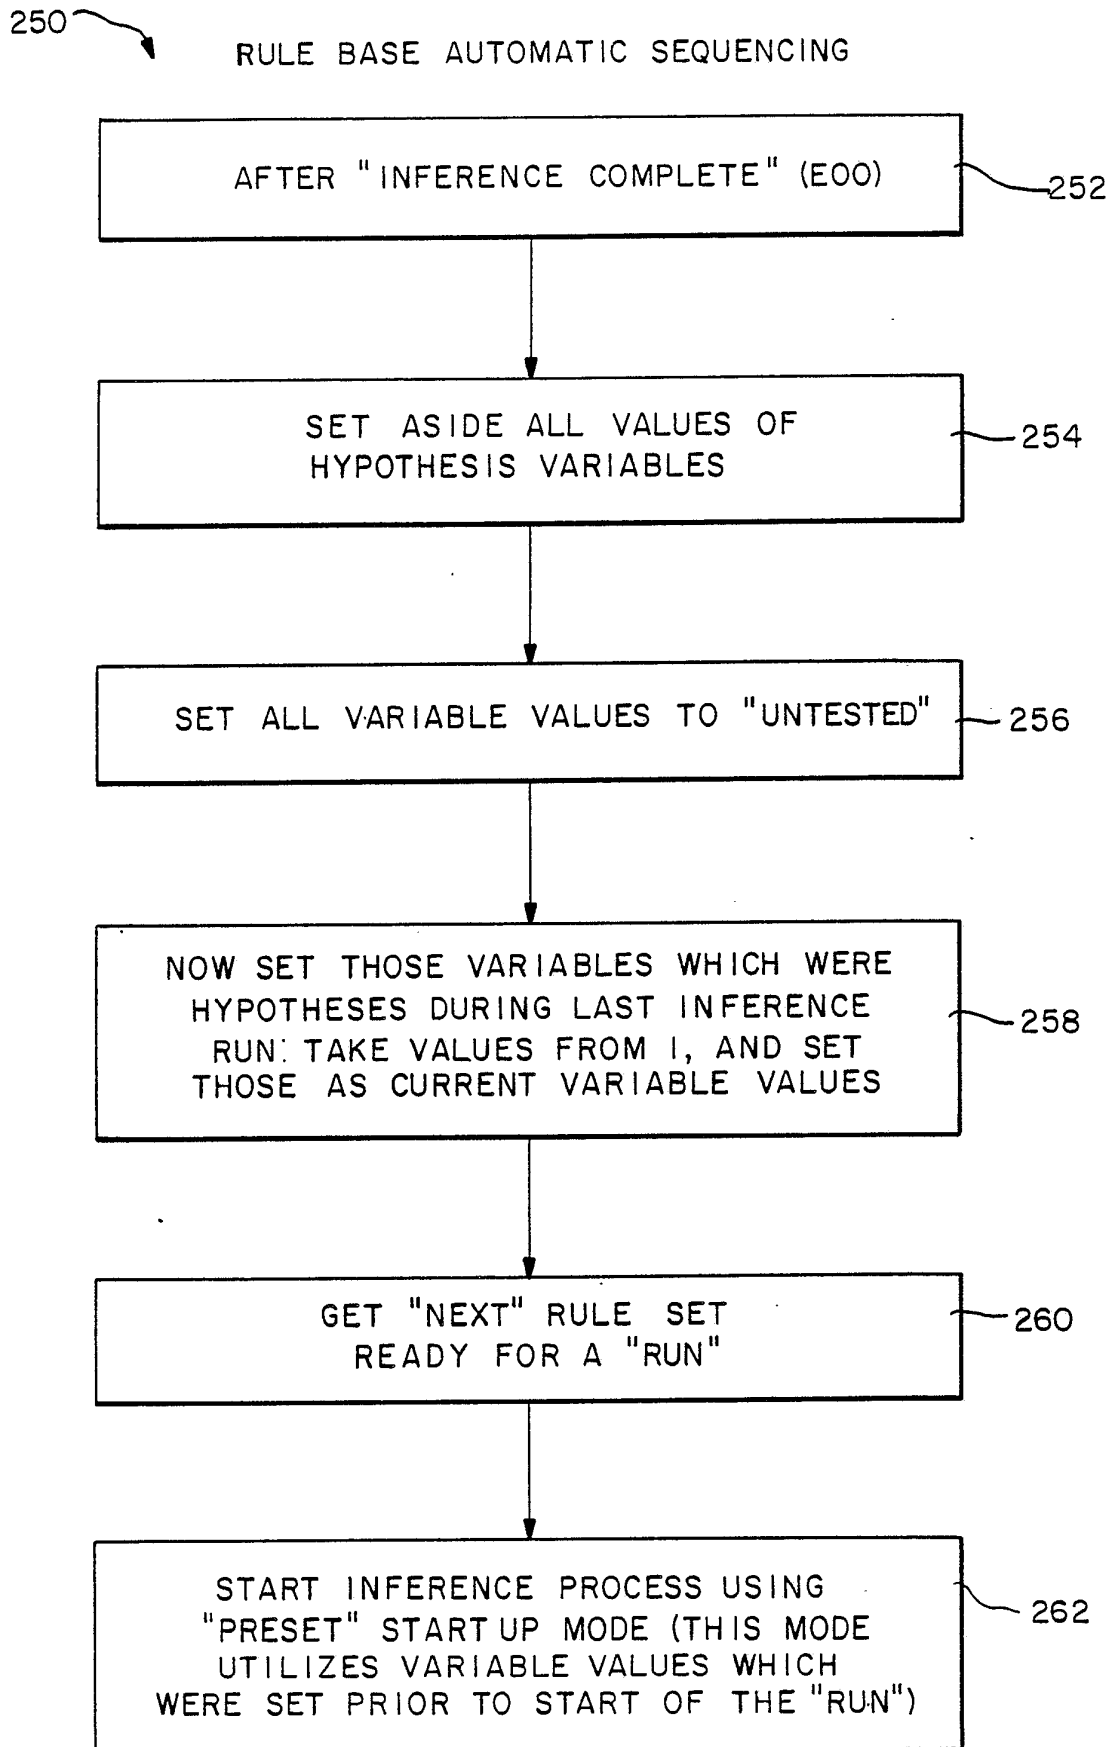 250
RULE BASE AUTOMATIC SEQUENCING
AFTER "INFERENCE COMPLETE" (EOO)
252
SET ASIDE ALL VALUES OF
HYPOTHESIS VARIABLES
254
SET ALL VARIABLE VALUES TO "UNTESTED"
256
NOW SET THOSE VARIABLES WHICH WERE
HYPOTHESES DURING LAST INFERENCE
RUN: TAKE VALUES FROM 1, AND SET
THOSE AS CURRENT VARIABLE VALUES
258
GET "NEXT" RULE SET
READY FOR A "RUN"
260
START INFERENCE PROCESS USING
"PRESET" START UP MODE (THIS MODE
UTILIZES VARIABLE VALUES WHICH
WERE SET PRIOR TO START OF THE "RUN")
262